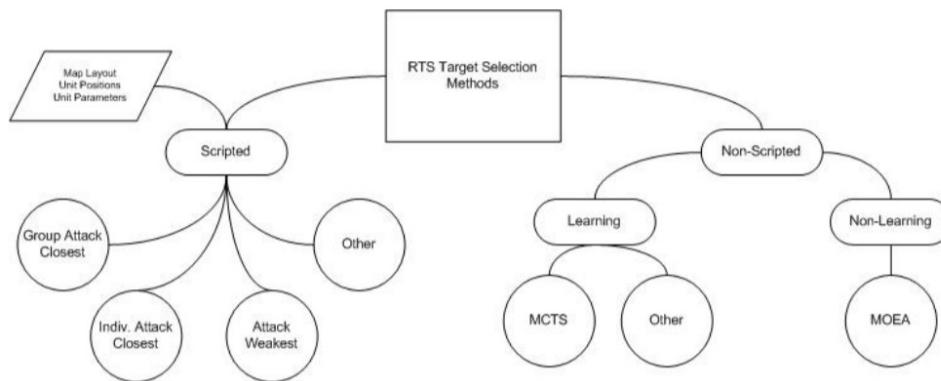 RTS Target Selection
Methods
Map Layout
Unit Positions
Unit Parameters
Scripted
Non-Scripted
Group Attack
Closest
Other
Learning
Non-Learning
Indiv. Attack
Closest
Attack
Weakest
MCTS
Other
MOEA